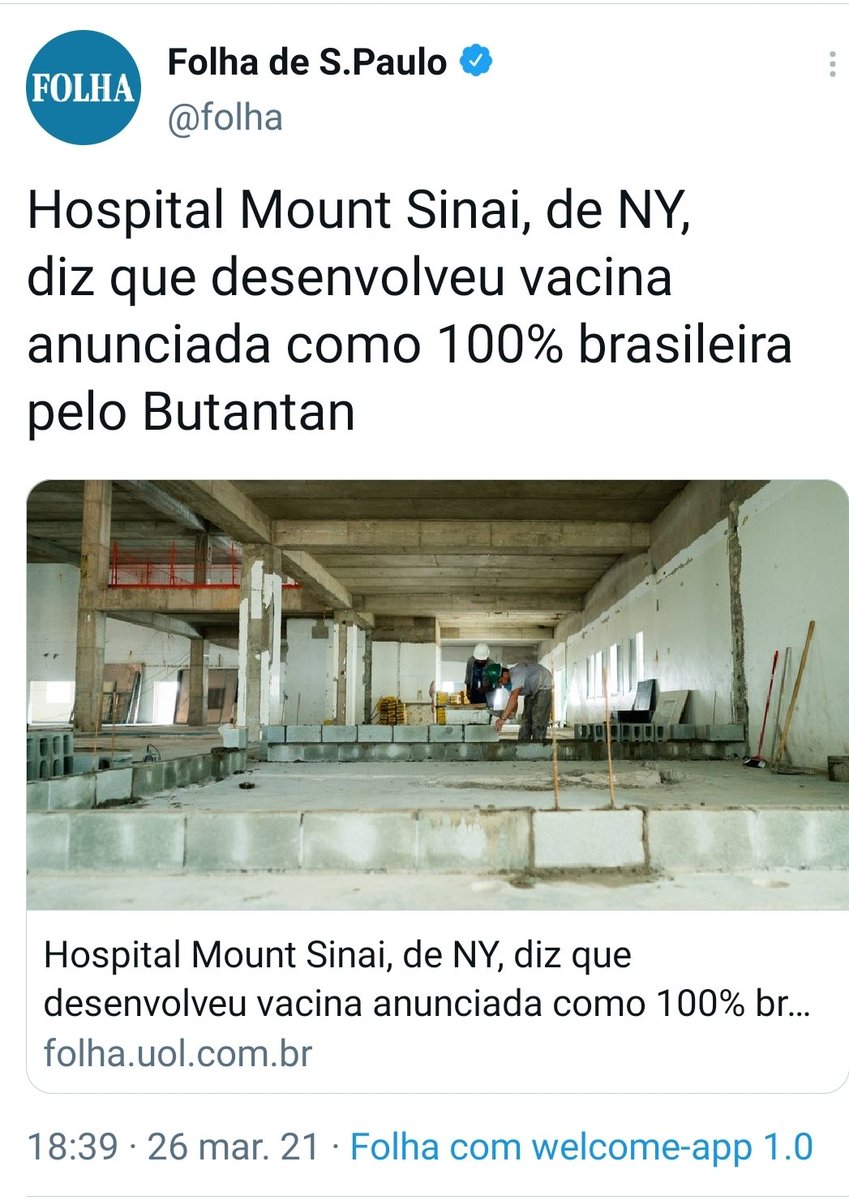 FOLHA
Folha de S.Paulo
@folha
Hospital Mount Sinai, de NY,
diz que desenvolveu vacina
anunciada como 100% brasileira
pelo Butantan
Hospital Mount Sinai, de NY, diz que
desenvolveu vacina anunciada como 100% br...
folha.uol.com.br
18:39 · 26 mar. 21 · Folha com welcome-app 1.0